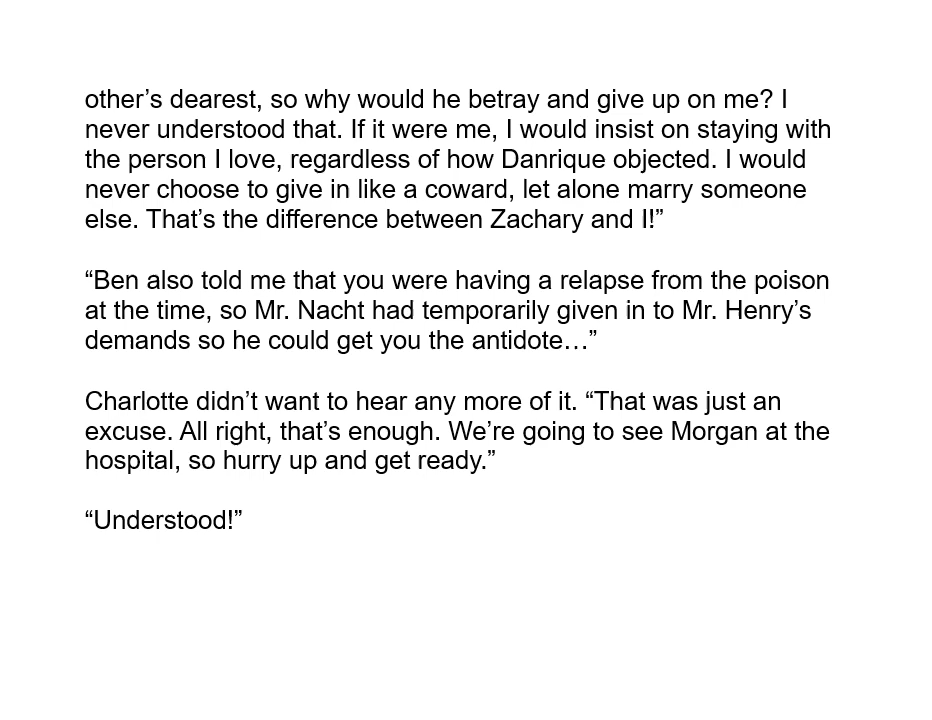 other’s dearest, so why would he betray and give up on me? I
never understood that. If it were me, I would insist on staying with
the person I love, regardless of how Danrique objected. I would
never choose to give in like a coward, let alone marry someone
else. That’s the difference between Zachary and I!”
“Ben also told me that you were having a relapse from the poison
at the time, so Mr. Nacht had temporarily given in to Mr. Henry’s
demands so he could get you the antidote…”
Charlotte didn’t want to hear any more of it. “That was just an
excuse. All right, that’s enough. We’re going to see Morgan at the
hospital, so hurry up and get ready.”
“Understood!”